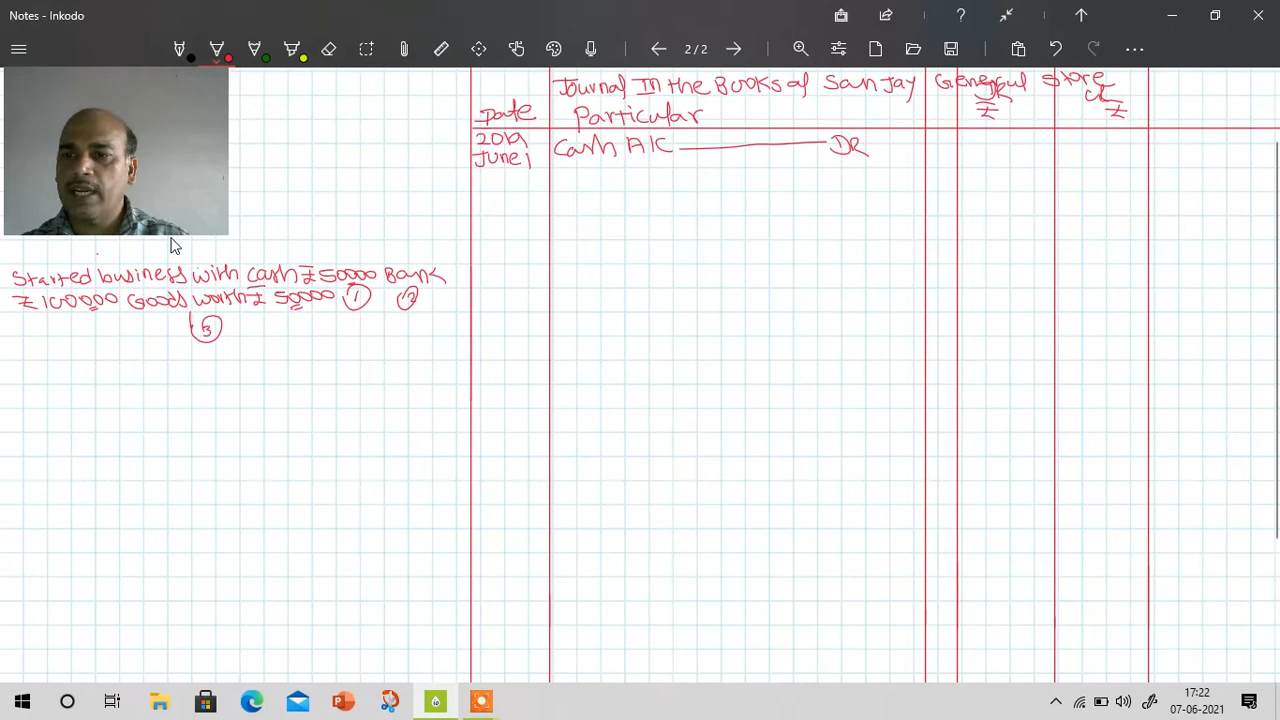 Notes - Inkodo
2/2
Journal In the Books of Sanjay General Store
Date Particular DR ₹ CR ₹
2019
June 1 Cash A/C DR
Started business with Cash ₹ 50000 Bank
₹ 100000 Goods worth ₹ 50000 1 2
3
17:22
07-06-2021